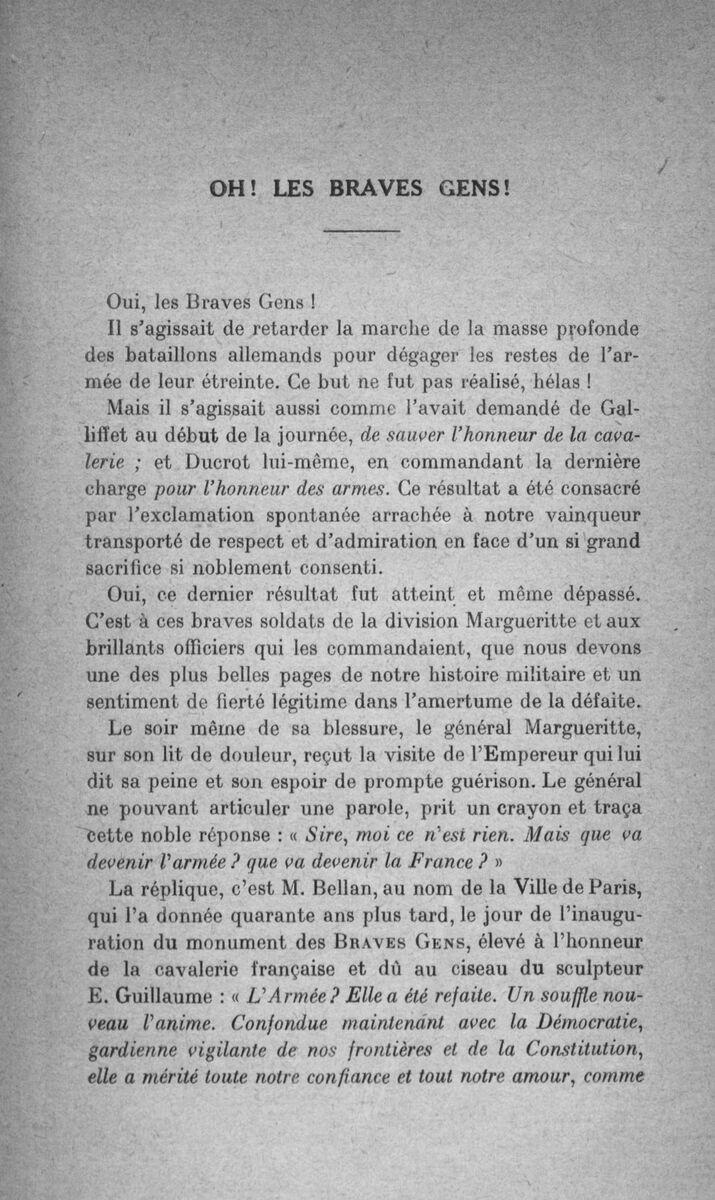 OH! LES BRAVES GENS!
Oui, les Braves Gens !
Il s'agissait de retarder la marche de la masse profonde
des bataillons allemands pour dégager les restes de l'ar-
mée de leur étreinte. Ce but ne fut pas réalisé, hélas !
Mais il s'agissait aussi comme l'avait demandé de Gal-
liffet au début de la journée, de sauver l'honneur de la cava-
lerie ; et Ducrot lui-même, en commandant la dernière
charge pour l'honneur des armes. Ce résultat a été consacré
par l'exclamation spontanée arrachée à notre vainqueur
transporté de respect et d'admiration en face d'un si grand
sacrifice si noblement consenti.
Oui, ce dernier résultat fut atteint et même dépassé.
C'est à ces braves soldats de la division Margueritte et aux
brillants officiers qui les commandaient, que nous devons
une des plus belles pages de notre histoire militaire et un
sentiment de fierté légitime dans l'amertume de la défaite.
Le soir même de sa blessure, le général Margueritte,
sur son lit de douleur, reçut la visite de l'Empereur qui lui
dit sa peine et son espoir de prompte guérison. Le général
ne pouvant articuler une parole, prit un crayon et traça
cette noble réponse : « Sire, moi ce n'est rien. Mais que va
devenir l'armée ? que va devenir la France ? »
La réplique, c'est M. Bellan, au nom de la Ville de Paris,
qui l'a donnée quarante ans plus tard, le jour de l'inaugu-
ration du monument des BRAVES GENS, élevé à l'honneur
de la cavalerie française et dû au ciseau du sculpteur
E. Guillaume : « L'Armée ? Elle a été refaite. Un souffle nou-
veau l'anime. Confondue maintenant avec la Démocratie,
gardienne vigilante de nos frontières et de la Constitution,
elle a mérité toute notre confiance et tout notre amour, comme